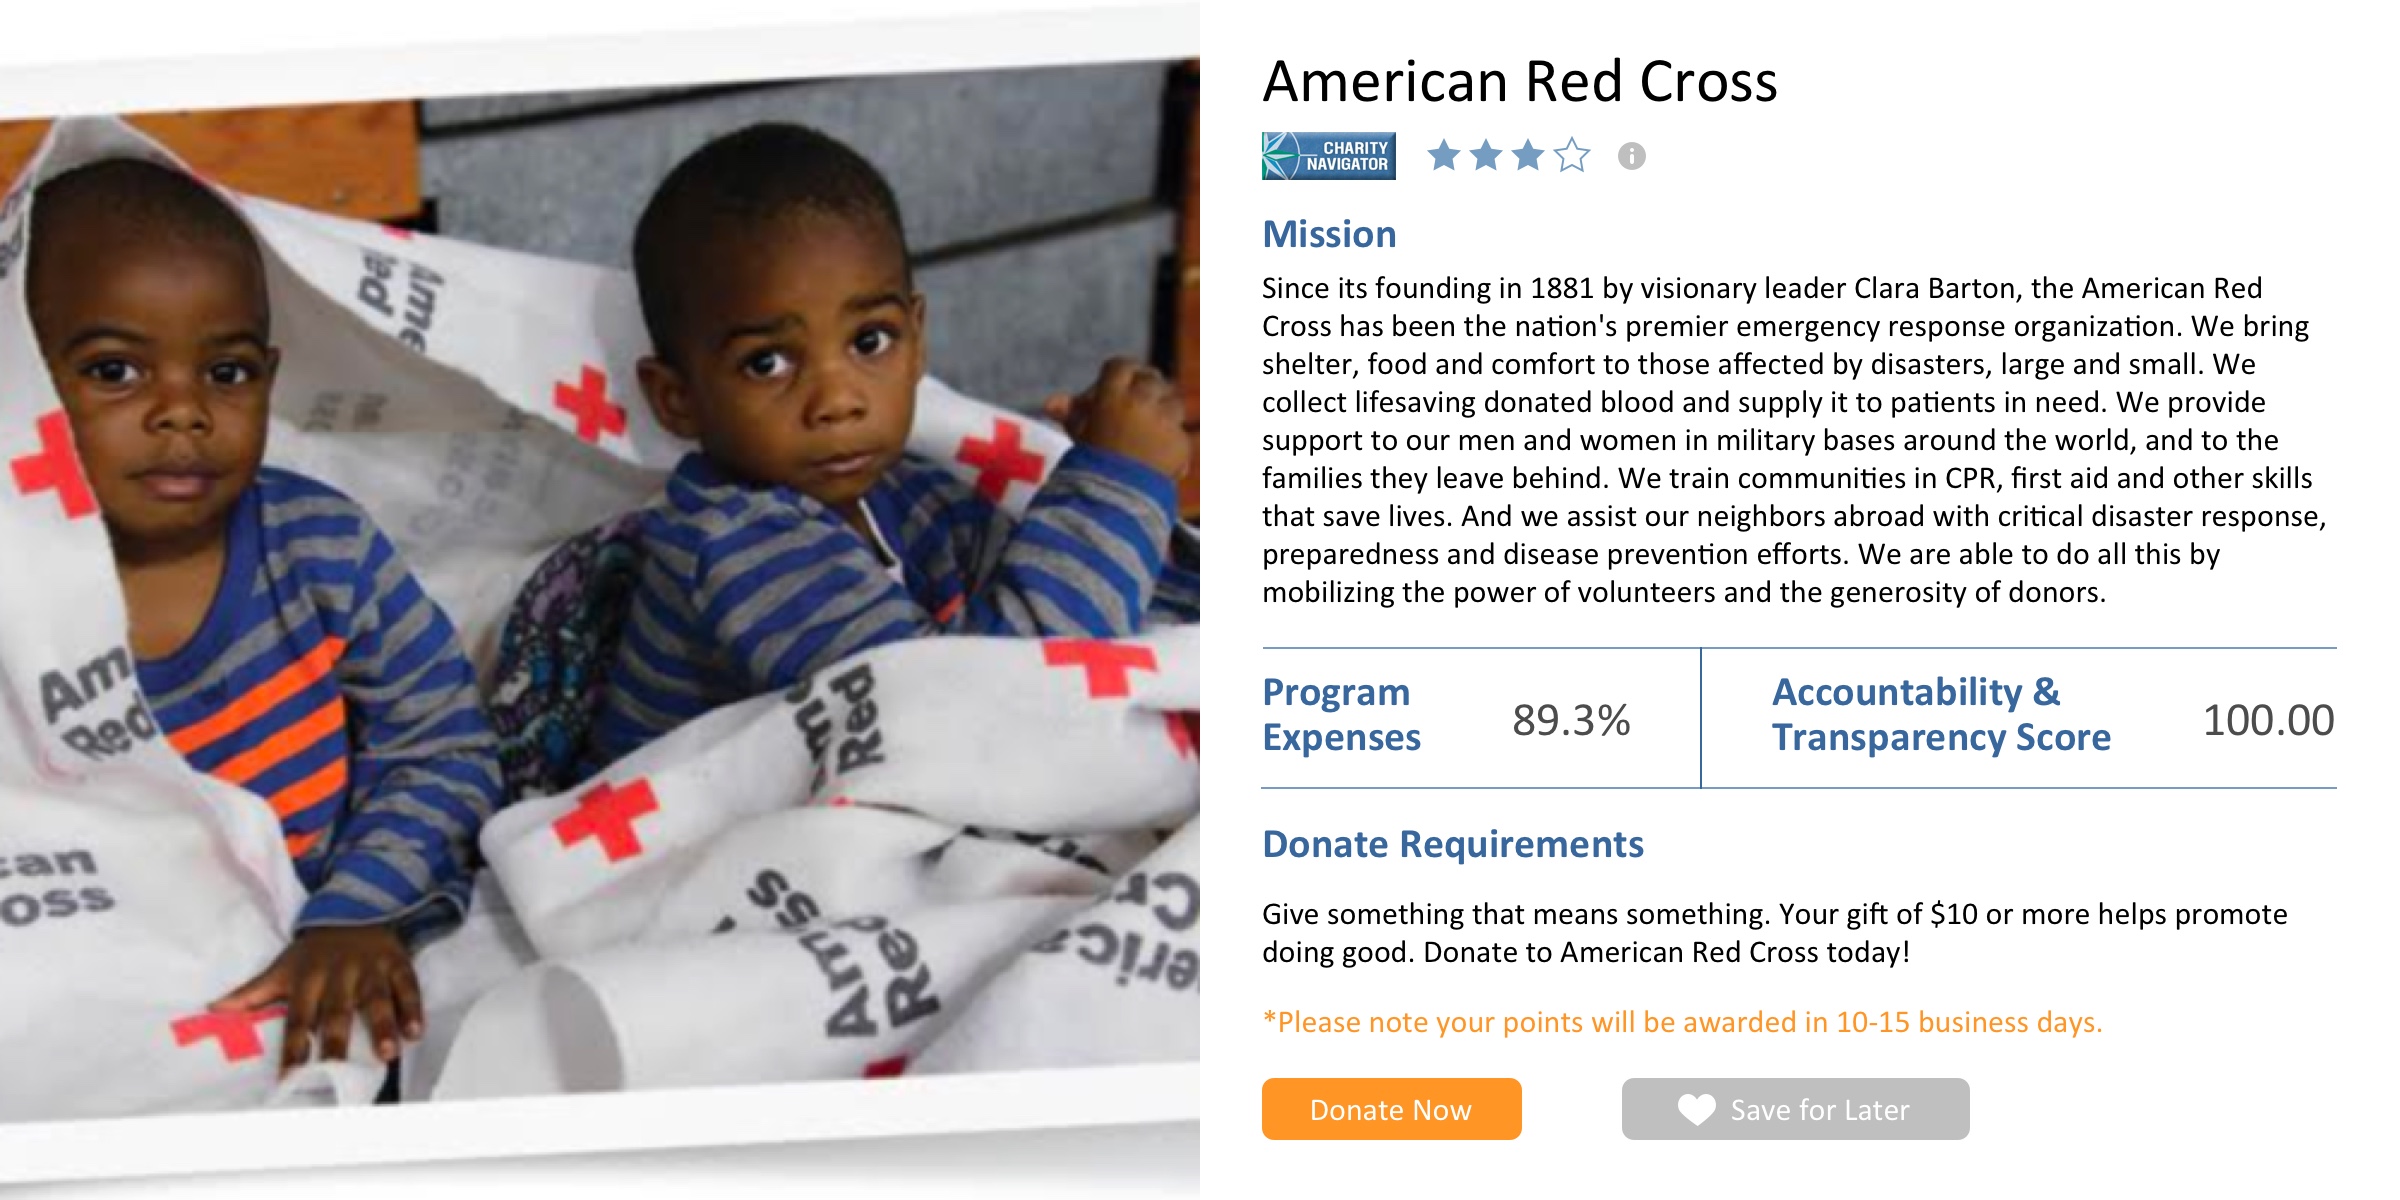 American Red Cross
CHARITY
NAVIGATOR
Mission
Since its founding in 1881 by visionary leader Clara Barton, the American Red
Cross has been the nation's premier emergency response organization. We bring
shelter, food and comfort to those affected by disasters, large and small. We
collect lifesaving donated blood and supply it to patients in need. We provide
support to our men and women in military bases around the world, and to the
families they leave behind. We train communities in CPR, first aid and other skills
that save lives. And we assist our neighbors abroad with critical disaster response,
preparedness and disease prevention efforts. We are able to do all this by
mobilizing the power of volunteers and the generosity of donors.
Program
Expenses
89.3%
Accountability &
Transparency Score
100.00
Donate Requirements
Give something that means something. Your gift of $10 or more helps promote
doing good. Donate to American Red Cross today!
*Please note your points will be awarded in 10-15 business days.
Donate Now
Save for Later
Am
Red
can
oss
Red
Red